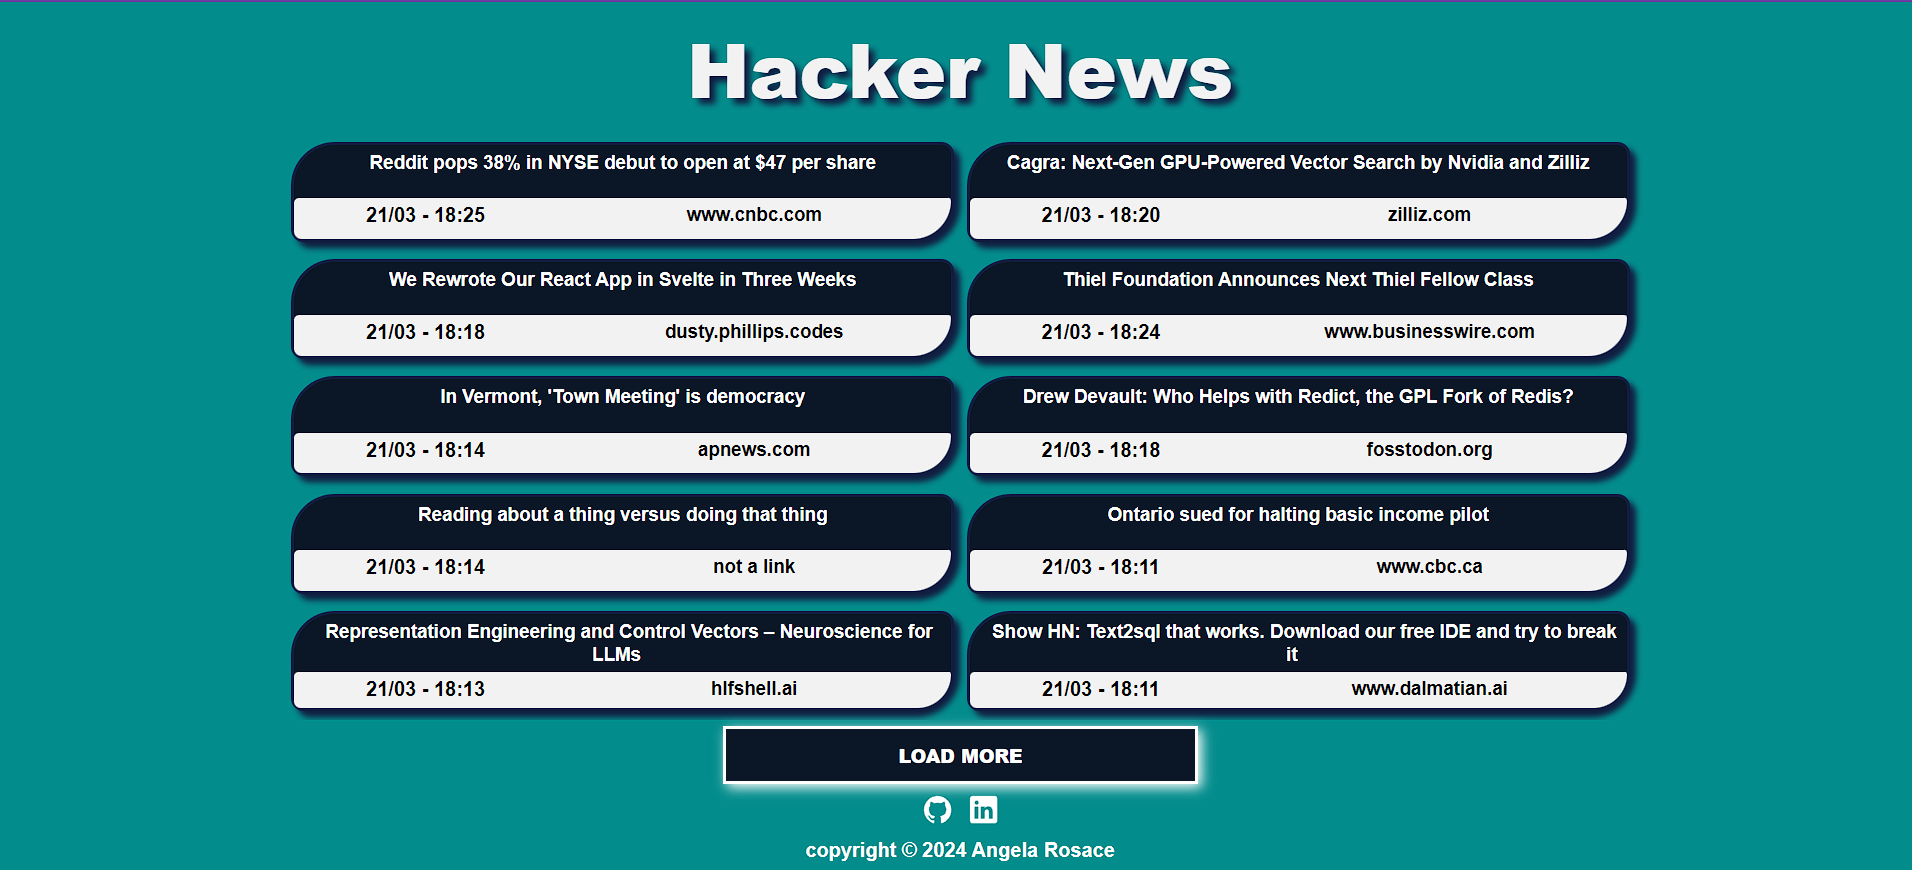 Hacker News
Reddit pops 38% in NYSE debut to open at $47 per share
21/03 - 18:25 www.cnbc.com
Cagra: Next-Gen GPU-Powered Vector Search by Nvidia and Zilliz
21/03 - 18:20 zilliz.com
We Rewrote Our React App in Svelte in Three Weeks
21/03 - 18:18 dusty.phillips.codes
Thiel Foundation Announces Next Thiel Fellow Class
21/03 - 18:24 www.businesswire.com
In Vermont, 'Town Meeting' is democracy
21/03 - 18:14 apnews.com
Drew Devault: Who Helps with Redict, the GPL Fork of Redis?
21/03 - 18:18 fosstodon.org
Reading about a thing versus doing that thing
21/03 - 18:14 not a link
Ontario sued for halting basic income pilot
21/03 - 18:11 www.cbc.ca
Representation Engineering and Control Vectors – Neuroscience for
LLMs
21/03 - 18:13 hlfshell.ai
Show HN: Text2sql that works. Download our free IDE and try to break
it
21/03 - 18:11 www.dalmatian.ai
LOAD MORE
in
copyright © 2024 Angela Rosace